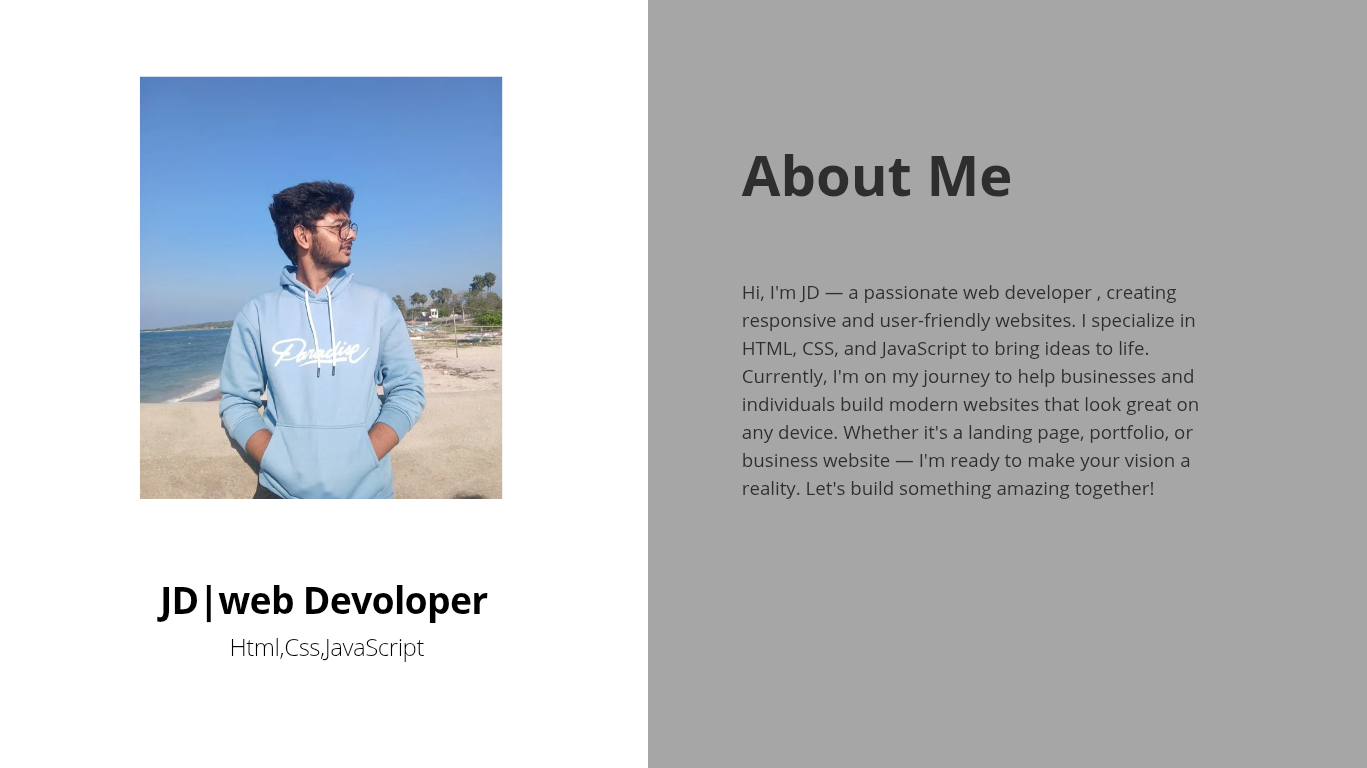 Paradise
JD|web Devoloper
Html,Css,JavaScript
About Me
Hi, I'm JD — a passionate web developer , creating
responsive and user-friendly websites. I specialize in
HTML, CSS, and JavaScript to bring ideas to life.
Currently, I'm on my journey to help businesses and
individuals build modern websites that look great on
any device. Whether it's a landing page, portfolio, or
business website — I'm ready to make your vision a
reality. Let's build something amazing together!